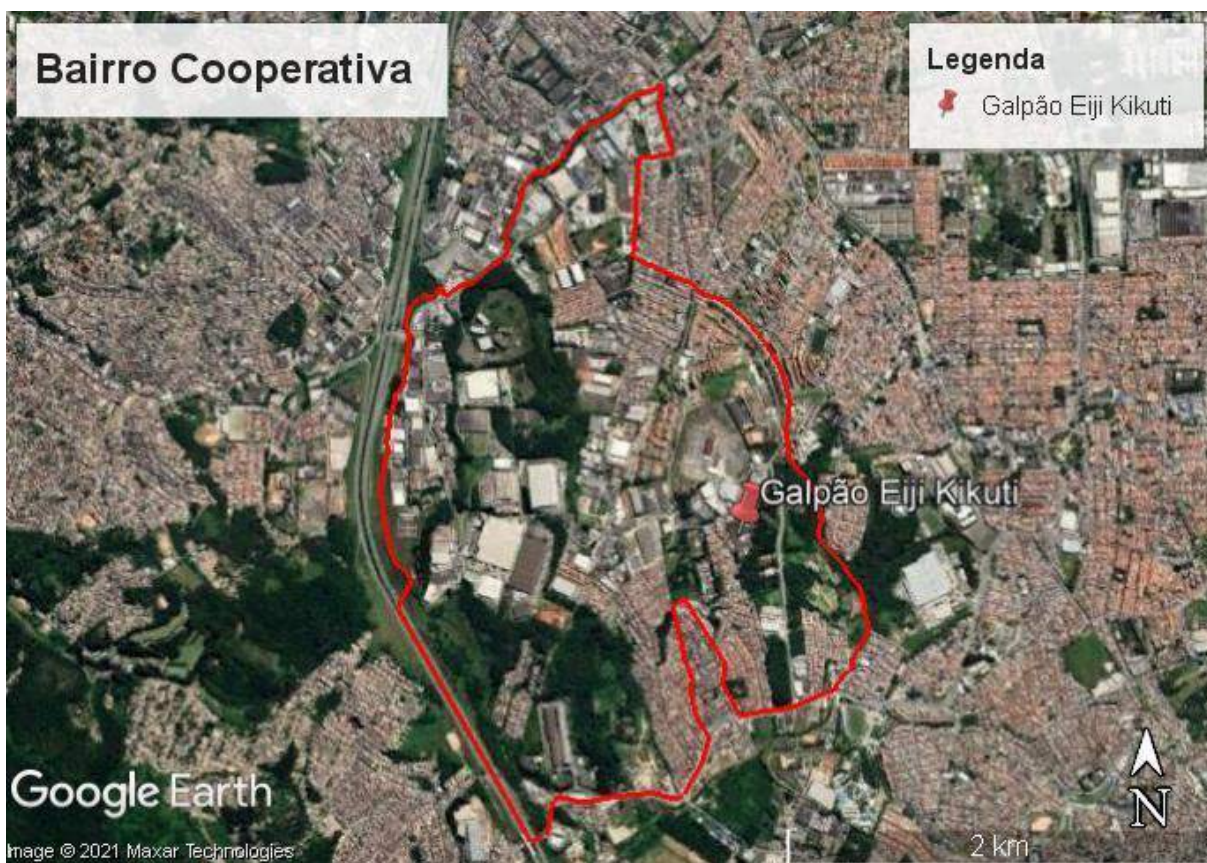 Bairro Cooperativa
Legenda
Galpão Eiji Kikuti
Galpão Eiji Kikuti
Google Earth
N
Image © 2021 Maxar Technologies
2 km